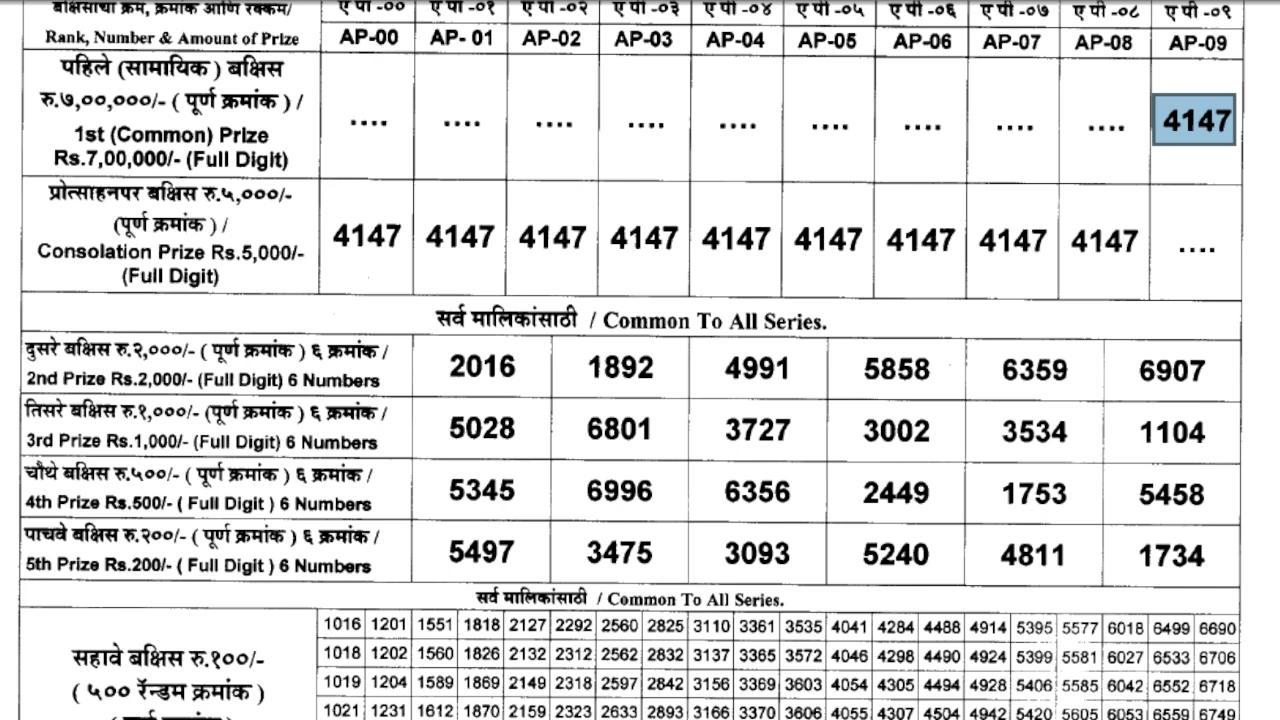 बक्षिसाचा क्रम, क्रमांक आणि रक्कम/ ए पी -०० ए पी -०१ ए पी -०२ ए पी -०३ ए पी -०४ ए पी -०५ ए पी -०६ ए पी -०७ ए पी -०८ ए पी -०९
Rank, Number & Amount of Prize AP-00 AP- 01 AP-02 AP-03 AP-04 AP-05 AP-06 AP-07 AP-08 AP-09
पहिले (सामायिक ) बक्षिस
रु.७,००,०००/- ( पूर्ण क्रमांक ) /
1st (Common) Prize
Rs.7,00,000/- (Full Digit)
.... .... .... .... .... .... .... .... .... 4147
प्रोत्साहनपर बक्षिस रु.५,०००/-
(पूर्ण क्रमांक ) /
Consolation Prize Rs.5,000/-
(Full Digit)
4147 4147 4147 4147 4147 4147 4147 4147 4147 ....
सर्व मालिकांसाठी / Common To All Series.
दुसरे बक्षिस रु.२,०००/- ( पूर्ण क्रमांक ) ६ क्रमांक /
2nd Prize Rs.2,000/- (Full Digit) 6 Numbers
2016 1892 4991 5858 6359 6907
तिसरे बक्षिस रु.१,०००/- (पूर्ण क्रमांक ) ६ क्रमांक /
3rd Prize Rs.1,000/- (Full Digit) 6 Numbers
5028 6801 3727 3002 3534 1104
चौथे बक्षिस रु.५००/- ( पूर्ण क्रमांक ) ६ क्रमांक /
4th Prize Rs.500/- ( Full Digit ) 6 Numbers
5345 6996 6356 2449 1753 5458
पाचवे बक्षिस रु.२००/- ( पूर्ण क्रमांक ) ६ क्रमांक /
5th Prize Rs.200/- ( Full Digit ) 6 Numbers
5497 3475 3093 5240 4811 1734
सर्व मालिकांसाठी / Common To All Series.
सहावे बक्षिस रु.१००/-
( ५०० रॅन्डम क्रमांक )
( पूर्ण क्रमांक )
1016 1201 1551 1818 2127 2292 2560 2825 3110 3361 3535 4041 4284 4488 4914 5395 5577 6018 6499 6690
1018 1202 1560 1826 2132 2312 2562 2832 3137 3365 3572 4046 4298 4490 4924 5399 5581 6027 6533 6706
1019 1204 1589 1869 2149 2318 2597 2842 3156 3369 3603 4054 4305 4494 4928 5406 5585 6042 6552 6718
1021 1231 1612 1870 2159 2323 2633 2893 3166 3370 3606 4055 4307 4504 4942 5420 5605 6053 6559 6749